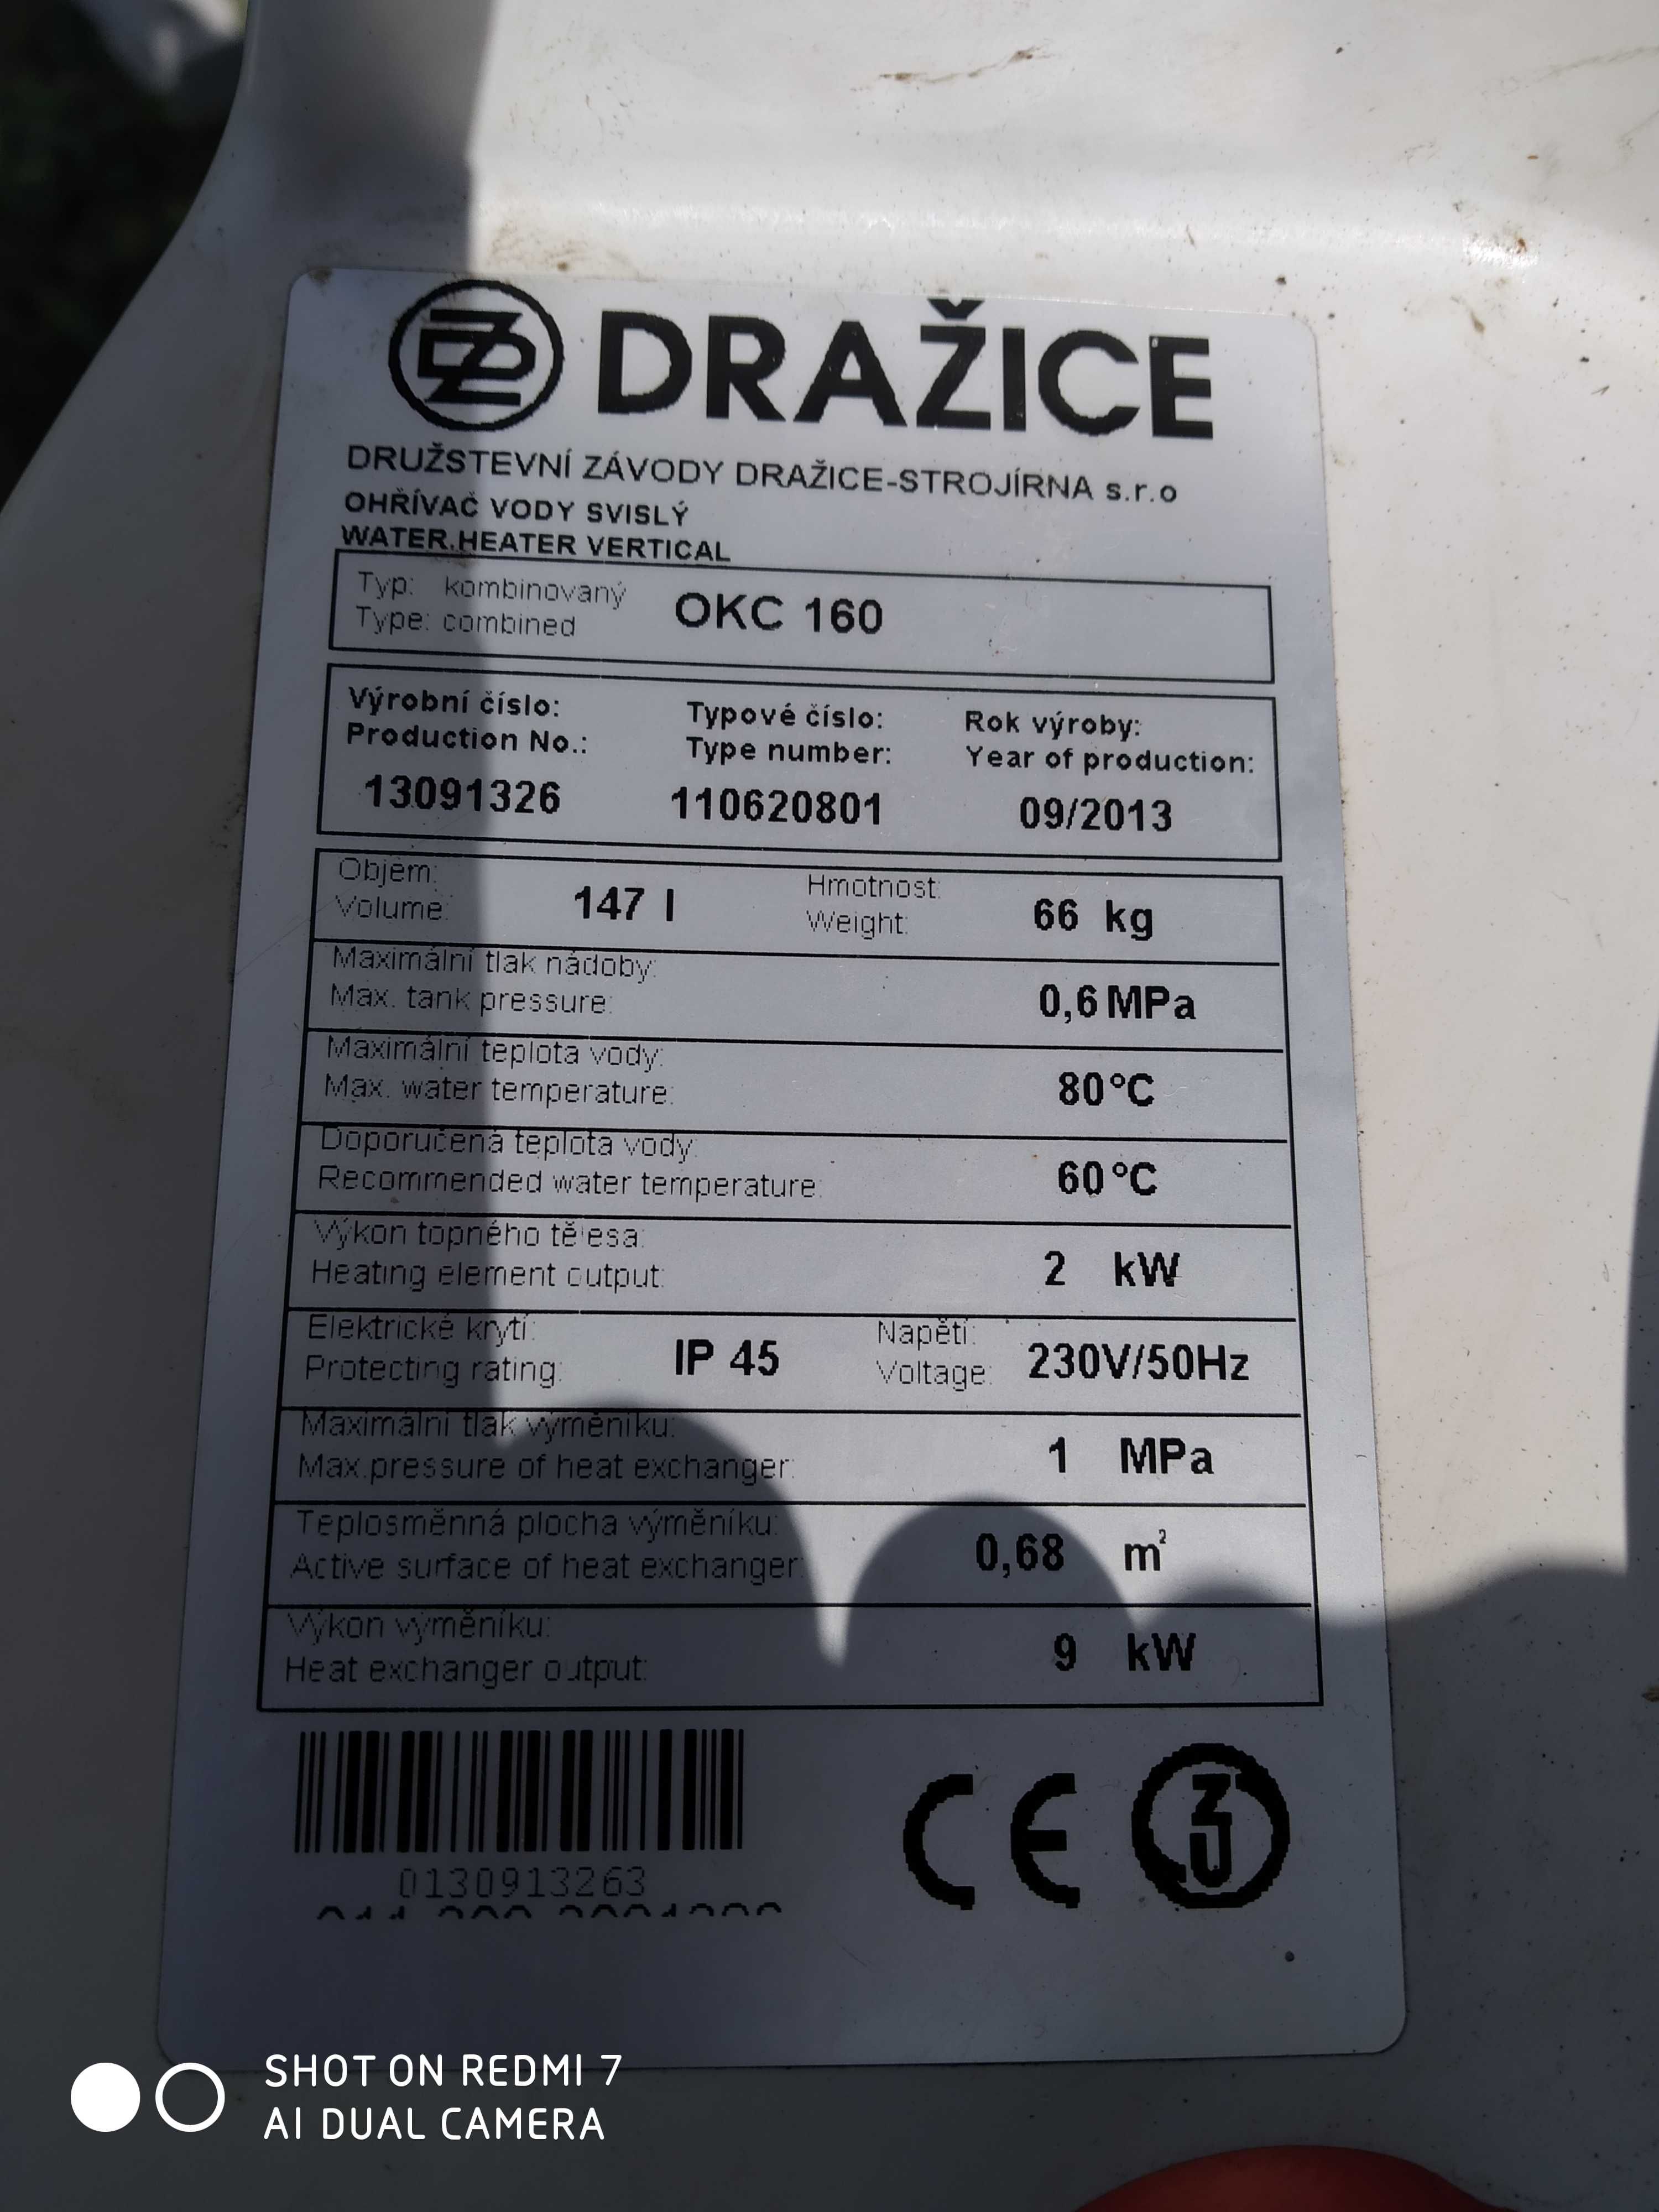 DRAŽICE
DRUŽSTEVNÍ ZÁVODY DRAŽICE-STROJÍRNA s.r.o
OHŘÍVAČ VODY SVISLÝ
WATER.HEATER VERTICAL
Typ: kombinovaný
Type: combined
OKC 160
Výrobní číslo: Typové číslo: Rok výroby:
Production No.: Type number: Year of production:
13091326 110620801 09/2013
Objem: Hmotnost:
Volume: 147 l Weight: 66 kg
Maximální tlak nádoby:
Max. tank pressure: 0,6 MPa
Maximální teplota vody:
Max. water temperature: 80°C
Doporučená teplota vody:
Recommended water temperature: 60°C
Výkon topného tělesa:
Heating element output: 2 kW
Elektrické krytí: Napětí:
Protecting rating: IP 45 Voltage: 230V/50Hz
Maximální tlak výměníku:
Max.pressure of heat exchanger: 1 MPa
Teplosměnná plocha výměníku:
Active surface of heat exchanger: 0,68 m²
Výkon výměníku:
Heat exchanger output: 9 kW
0130913263
CE
SHOT ON REDMI 7
AI DUAL CAMERA